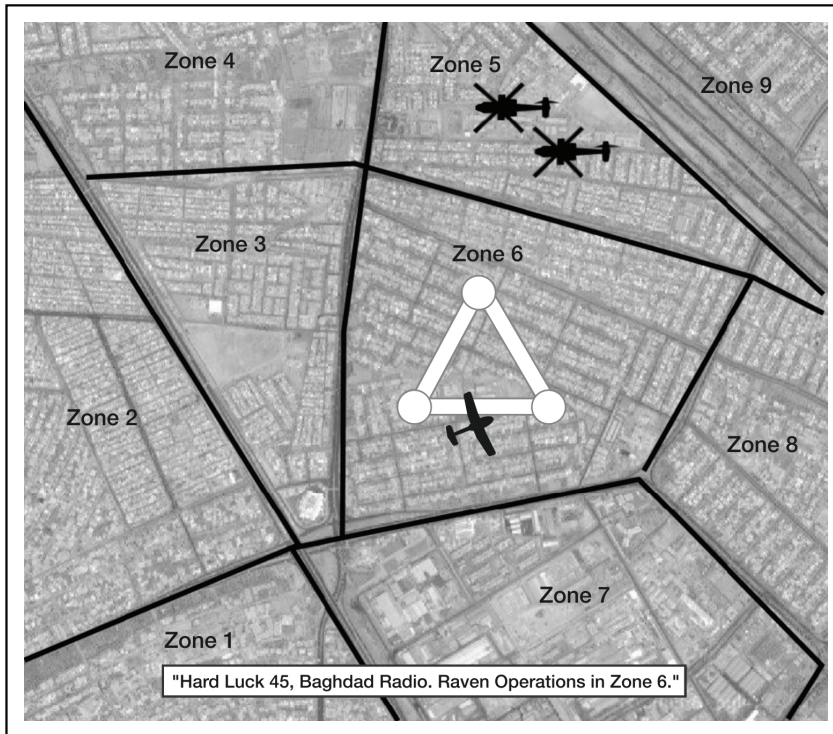 Zone 4
Zone 5
Zone 9
Zone 3
Zone 6
Zone 2
Zone 8
Zone 7
Zone 1
"Hard Luck 45, Baghdad Radio. Raven Operations in Zone 6."